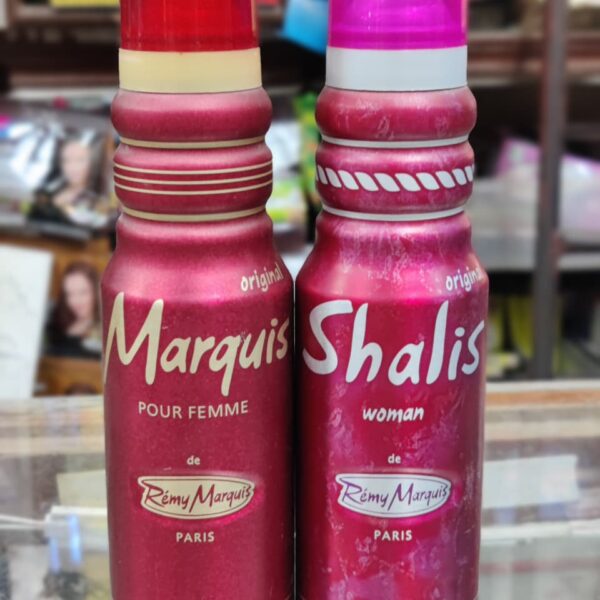 original
Marquis
POUR FEMME
de
Rémy Marquis
PARIS
original
Shalis
woman
de
Rémy Marquis
PARIS